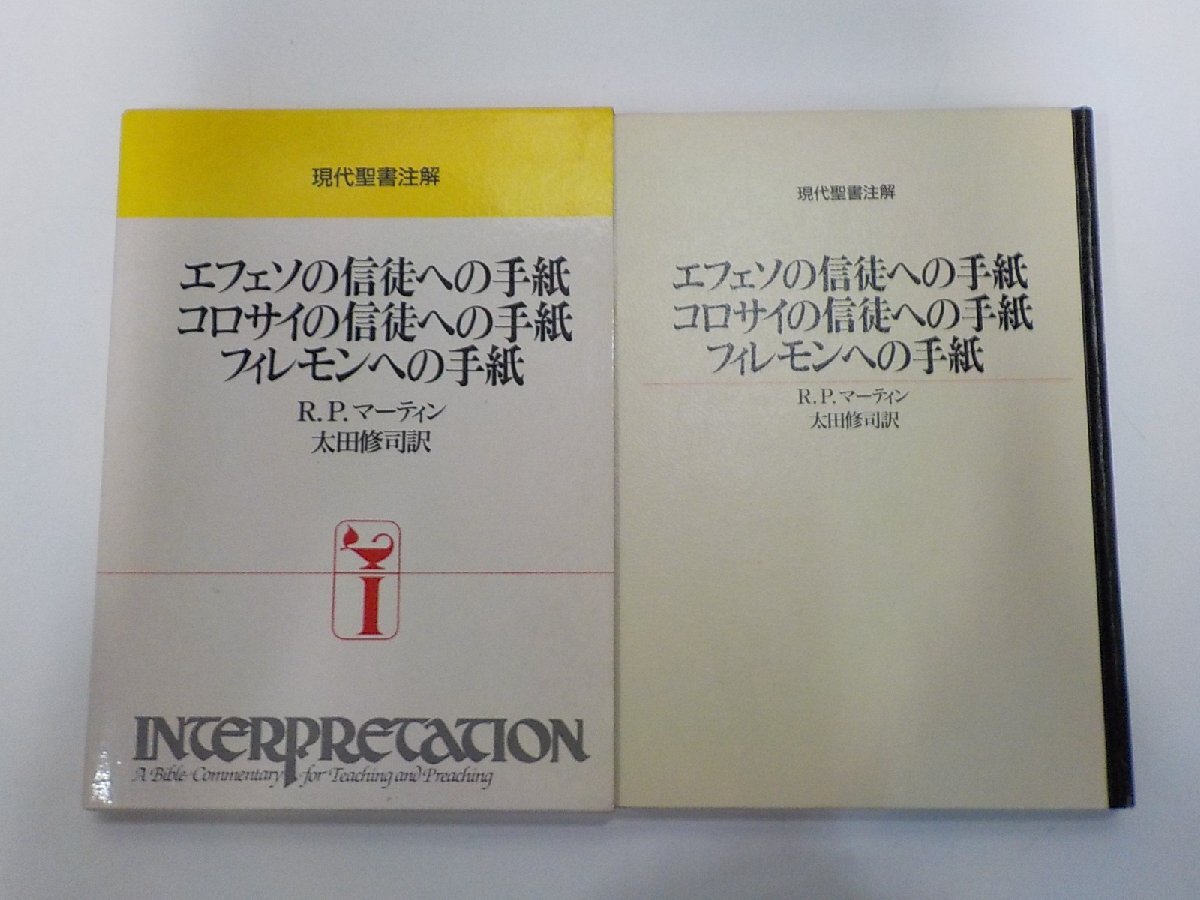 現代聖書注解
エフェソの信徒への手紙
コロサイの信徒への手紙
フィレモンへの手紙
R.P.マーティン
太田修司訳
I
INTERPRETATION
A Bible Commentary for Teaching and Preaching
現代聖書注解
エフェソの信徒への手紙
コロサイの信徒への手紙
フィレモンへの手紙
R.P.マーティン
太田修司訳